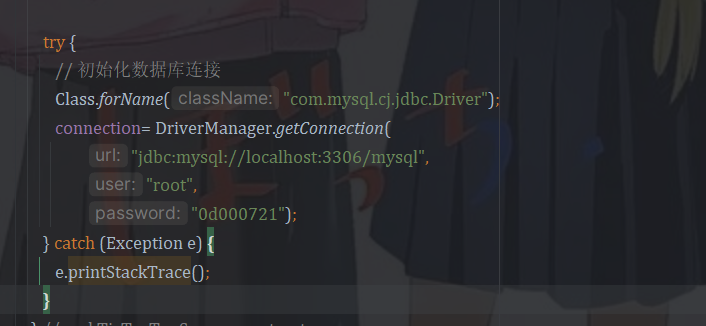 try {
// 初始化数据库连接
Class.forName( className: "com.mysql.cj.jdbc.Driver");
connection= DriverManager.getConnection(
url: "jdbc:mysql://localhost:3306/mysql",
user: "root",
password: "0d000721");
} catch (Exception e) {
e.printStackTrace();
}